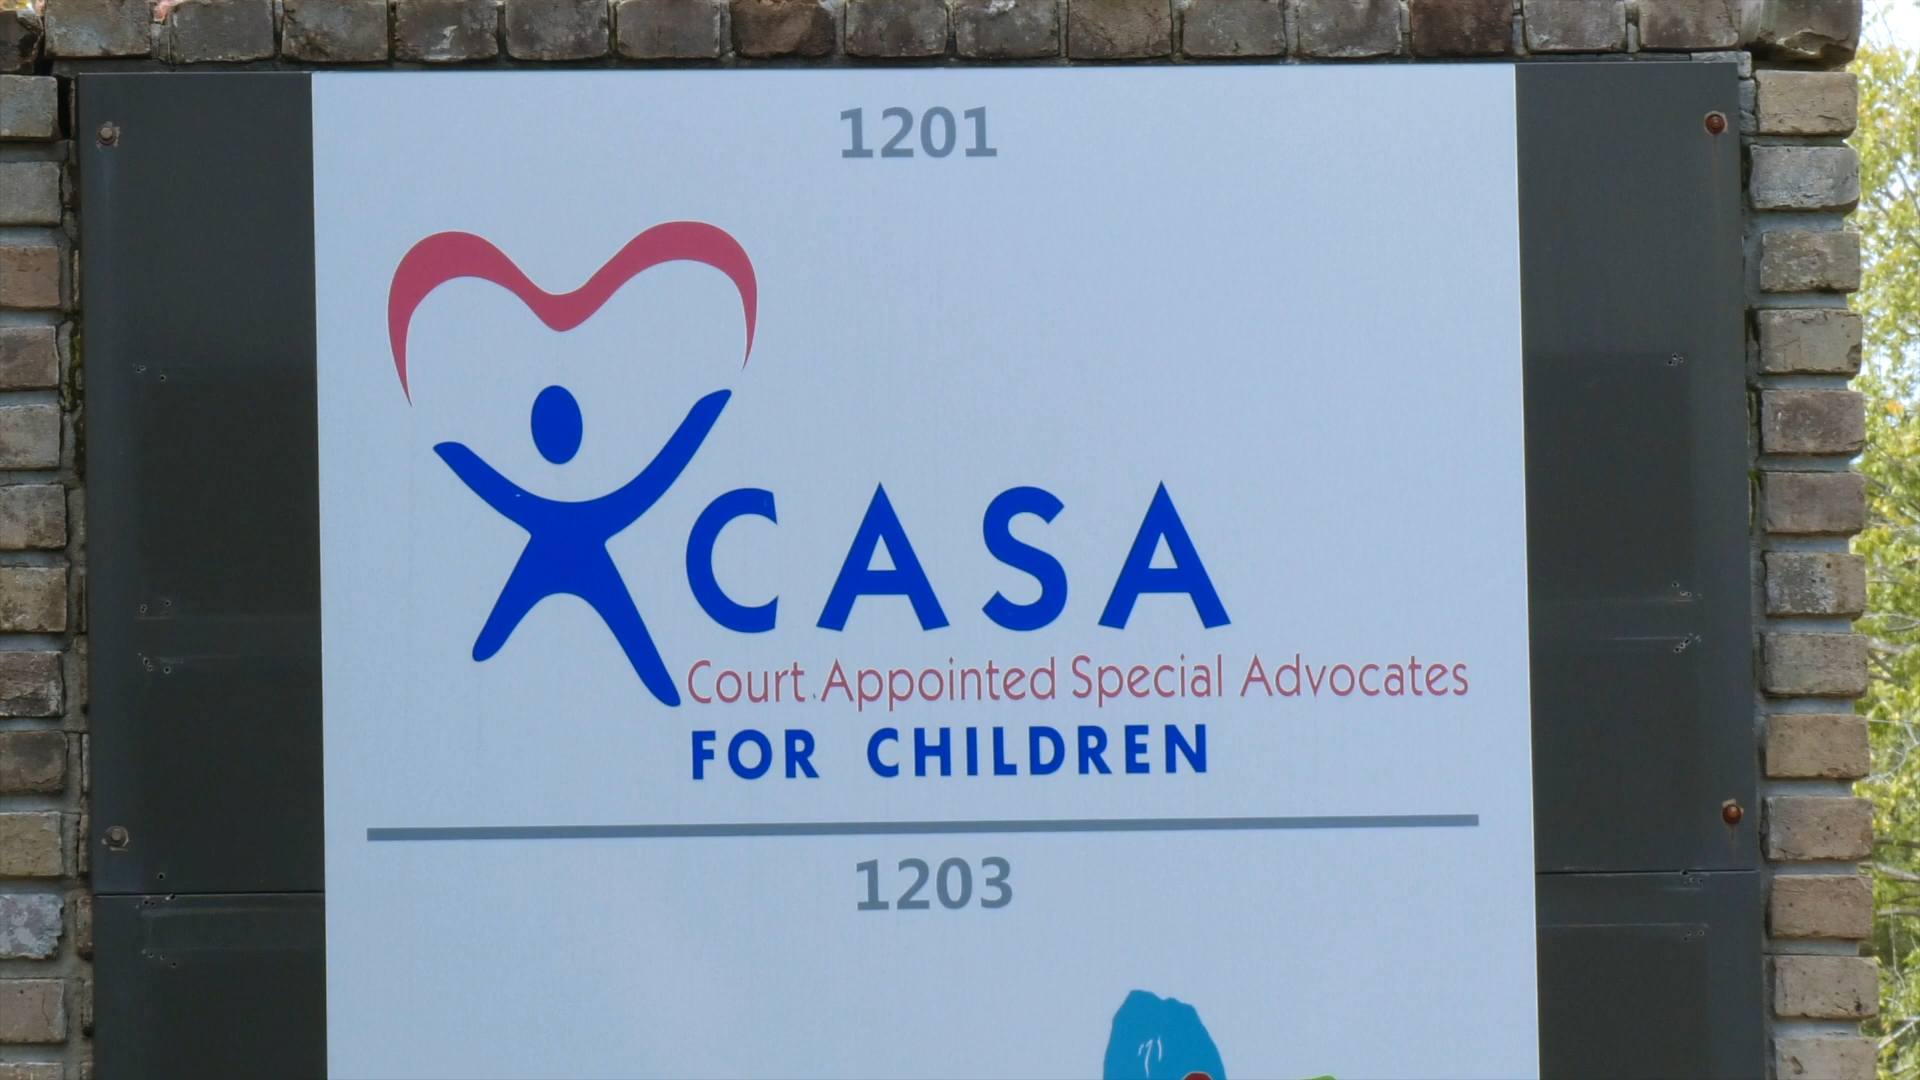 1201
CASA
Court Appointed Special Advocates
FOR CHILDREN
1203